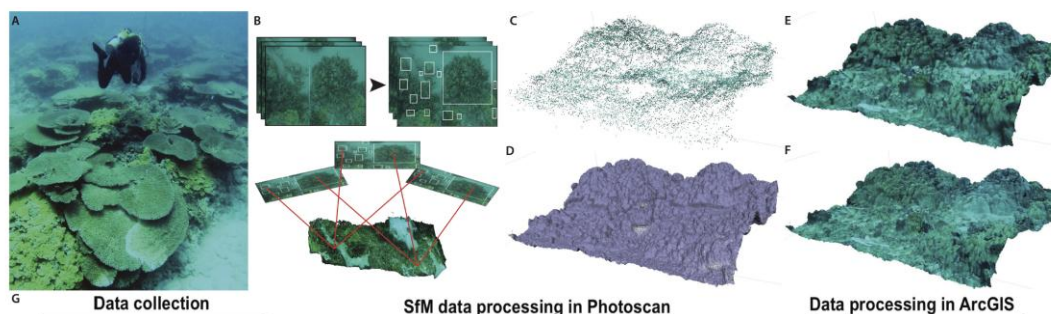 A
B
C
D
E
F
G
Data collection
SfM data processing in Photoscan
Data processing in ArcGIS